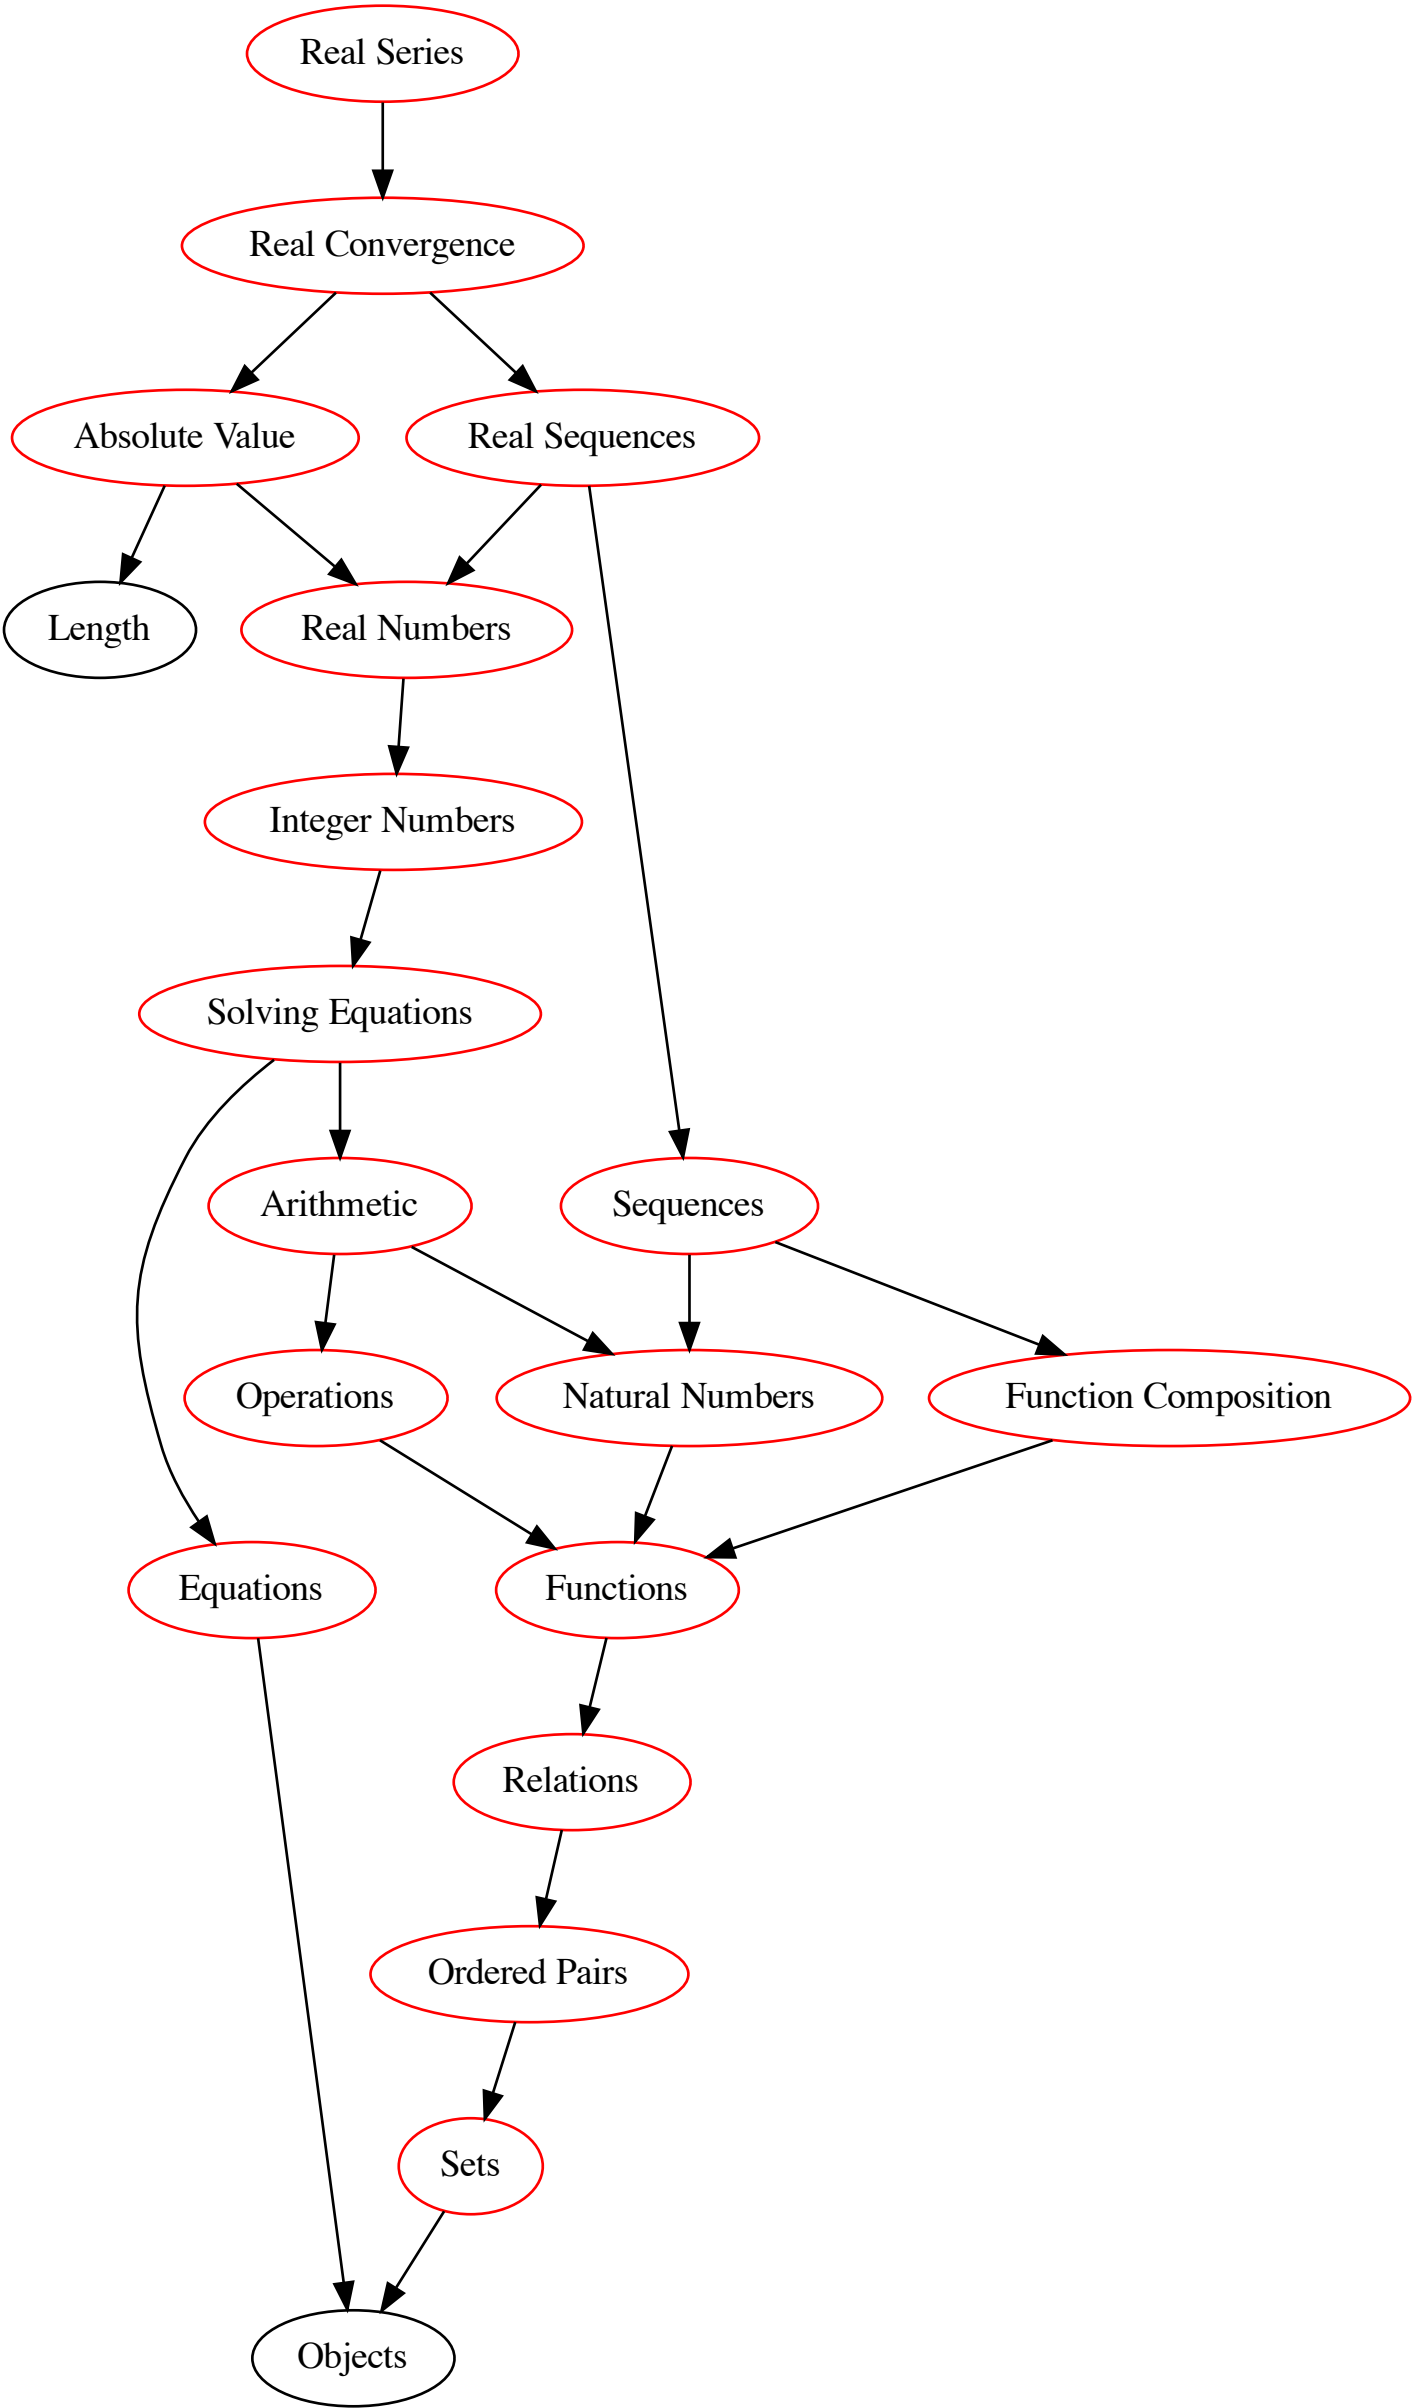 Real Series
Real Convergence
Absolute Value
Real Sequences
Length
Real Numbers
Integer Numbers
Solving Equations
Arithmetic
Sequences
Operations
Natural Numbers
Function Composition
Equations
Functions
Relations
Ordered Pairs
Sets
Objects